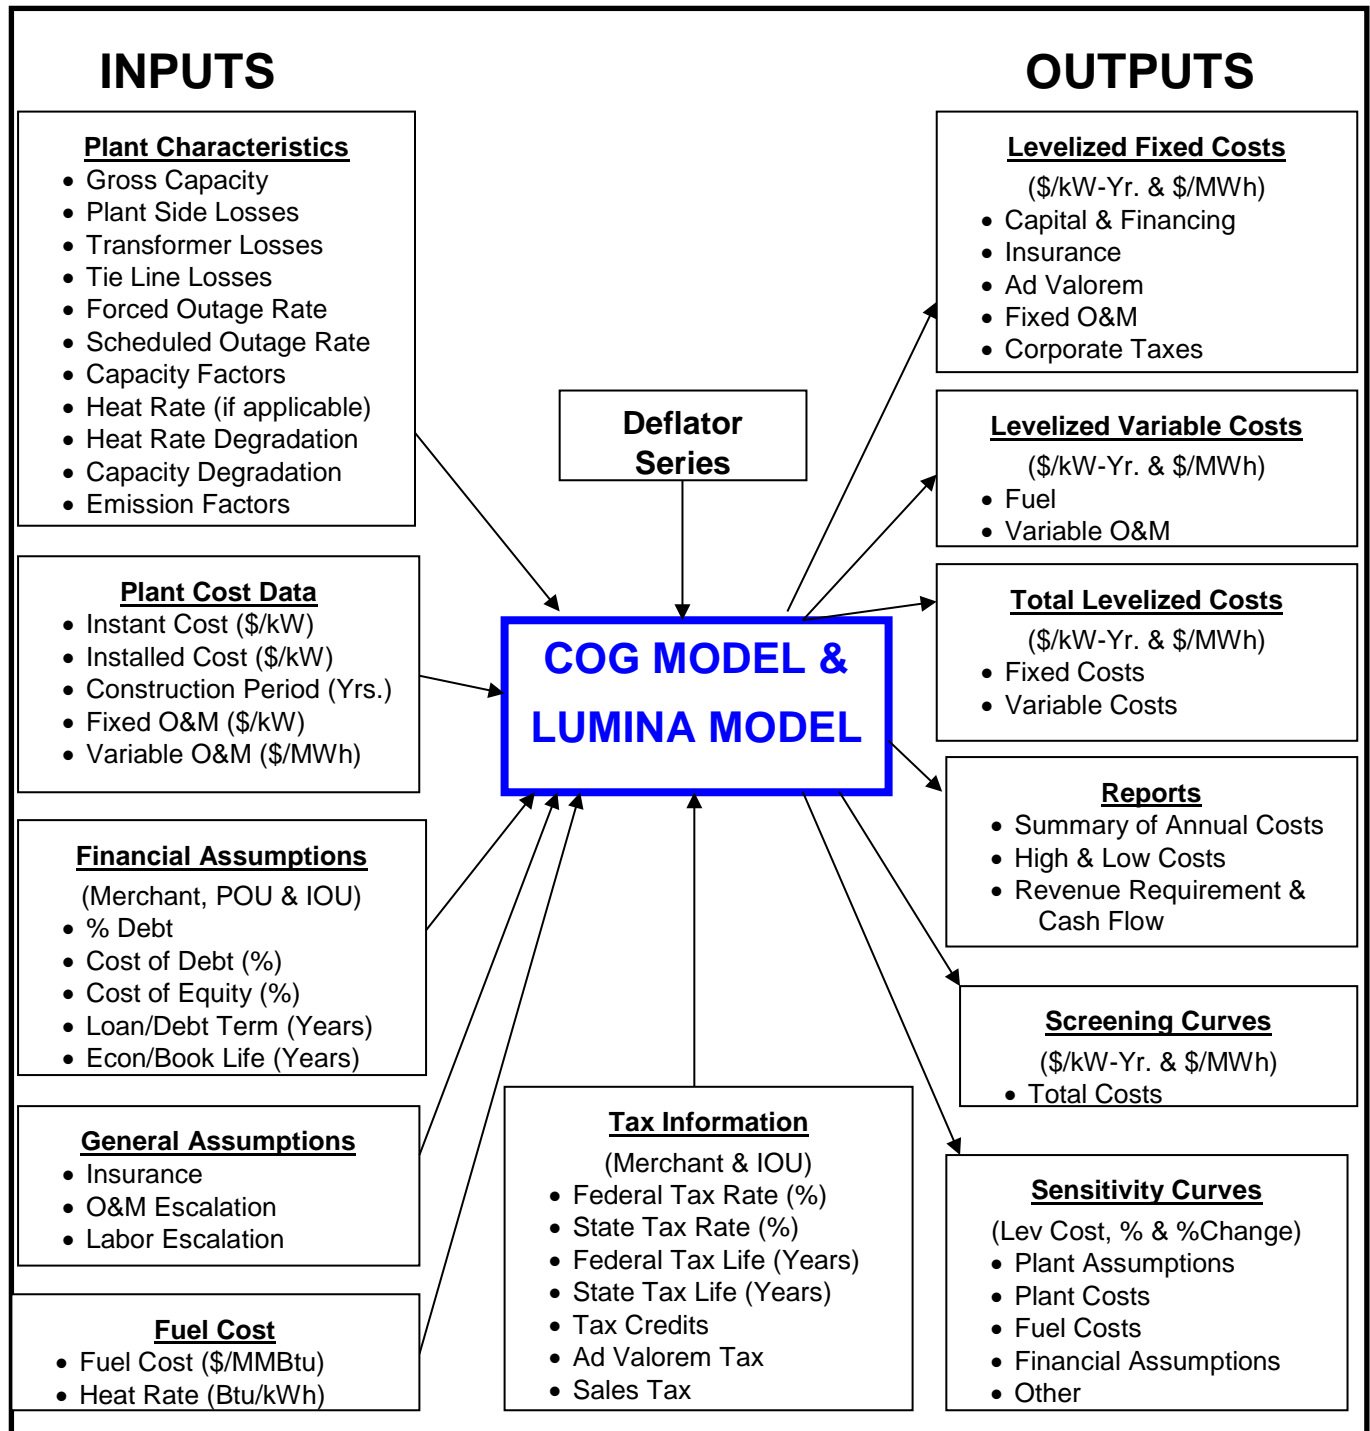 INPUTS
Plant Characteristics
• Gross Capacity
• Plant Side Losses
• Transformer Losses
• Tie Line Losses
• Forced Outage Rate
• Scheduled Outage Rate
• Capacity Factors
• Heat Rate (if applicable)
• Heat Rate Degradation
• Capacity Degradation
• Emission Factors
Plant Cost Data
• Instant Cost ($/kW)
• Installed Cost ($/kW)
• Construction Period (Yrs.)
• Fixed O&M ($/kW)
• Variable O&M ($/MWh)
Financial Assumptions
(Merchant, POU & IOU)
• % Debt
• Cost of Debt (%)
• Cost of Equity (%)
• Loan/Debt Term (Years)
• Econ/Book Life (Years)
General Assumptions
• Insurance
• O&M Escalation
• Labor Escalation
Fuel Cost
• Fuel Cost ($/MMBtu)
• Heat Rate (Btu/kWh)
Deflator
Series
COG MODEL &
LUMINA MODEL
Tax Information
(Merchant & IOU)
• Federal Tax Rate (%)
• State Tax Rate (%)
• Federal Tax Life (Years)
• State Tax Life (Years)
• Tax Credits
• Ad Valorem Tax
• Sales Tax
OUTPUTS
Levelized Fixed Costs
($/kW-Yr. & $/MWh)
• Capital & Financing
• Insurance
• Ad Valorem
• Fixed O&M
• Corporate Taxes
Levelized Variable Costs
($/kW-Yr. & $/MWh)
• Fuel
• Variable O&M
Total Levelized Costs
($/kW-Yr. & $/MWh)
• Fixed Costs
• Variable Costs
Reports
• Summary of Annual Costs
• High & Low Costs
• Revenue Requirement &
Cash Flow
Screening Curves
($/kW-Yr. & $/MWh)
• Total Costs
Sensitivity Curves
(Lev Cost, % & %Change)
• Plant Assumptions
• Plant Costs
• Fuel Costs
• Financial Assumptions
• Other